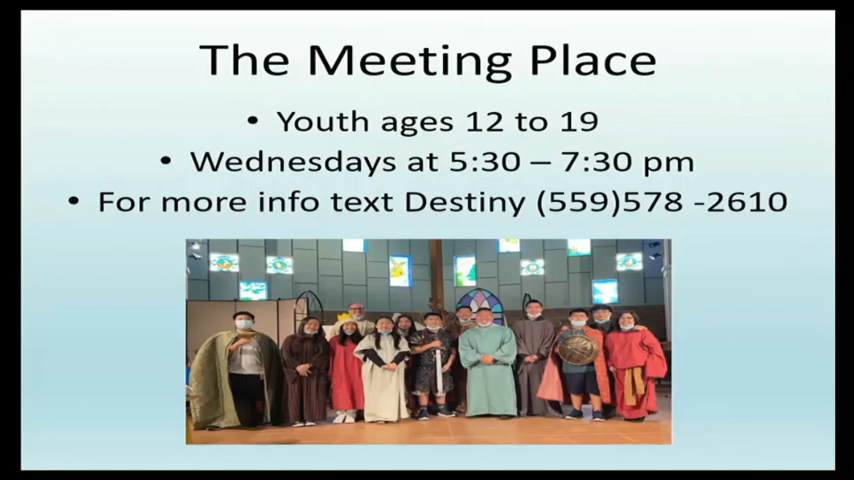 The Meeting Place
• Youth ages 12 to 19
• Wednesdays at 5:30 – 7:30 pm
• For more info text Destiny (559)578 -2610